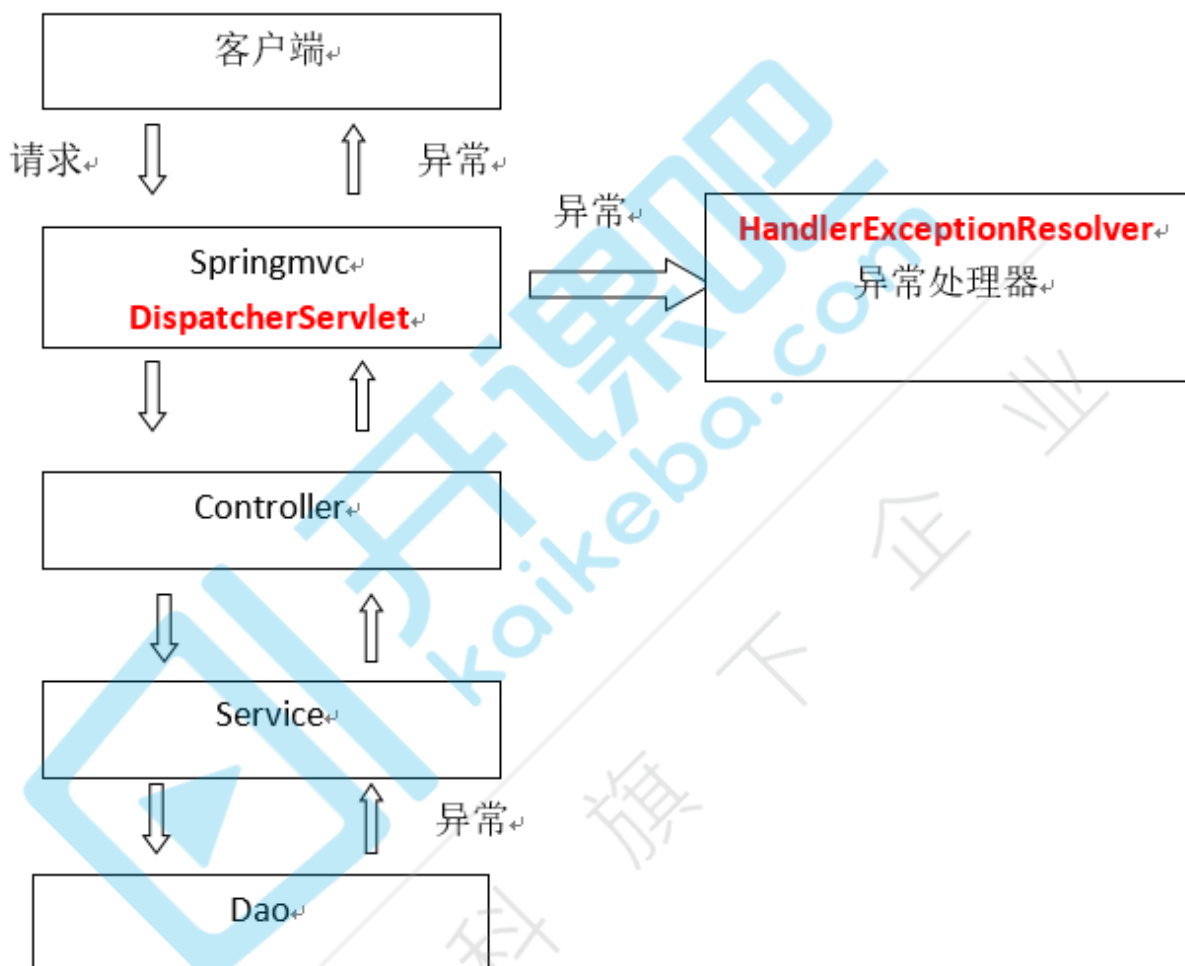 客户端
请求
异常
异常
Springmvc
DispatcherServlet
HandlerExceptionResolver
异常处理器
Controller
Service
异常
Dao
开课吧
kaikeba.com
科旗下企业